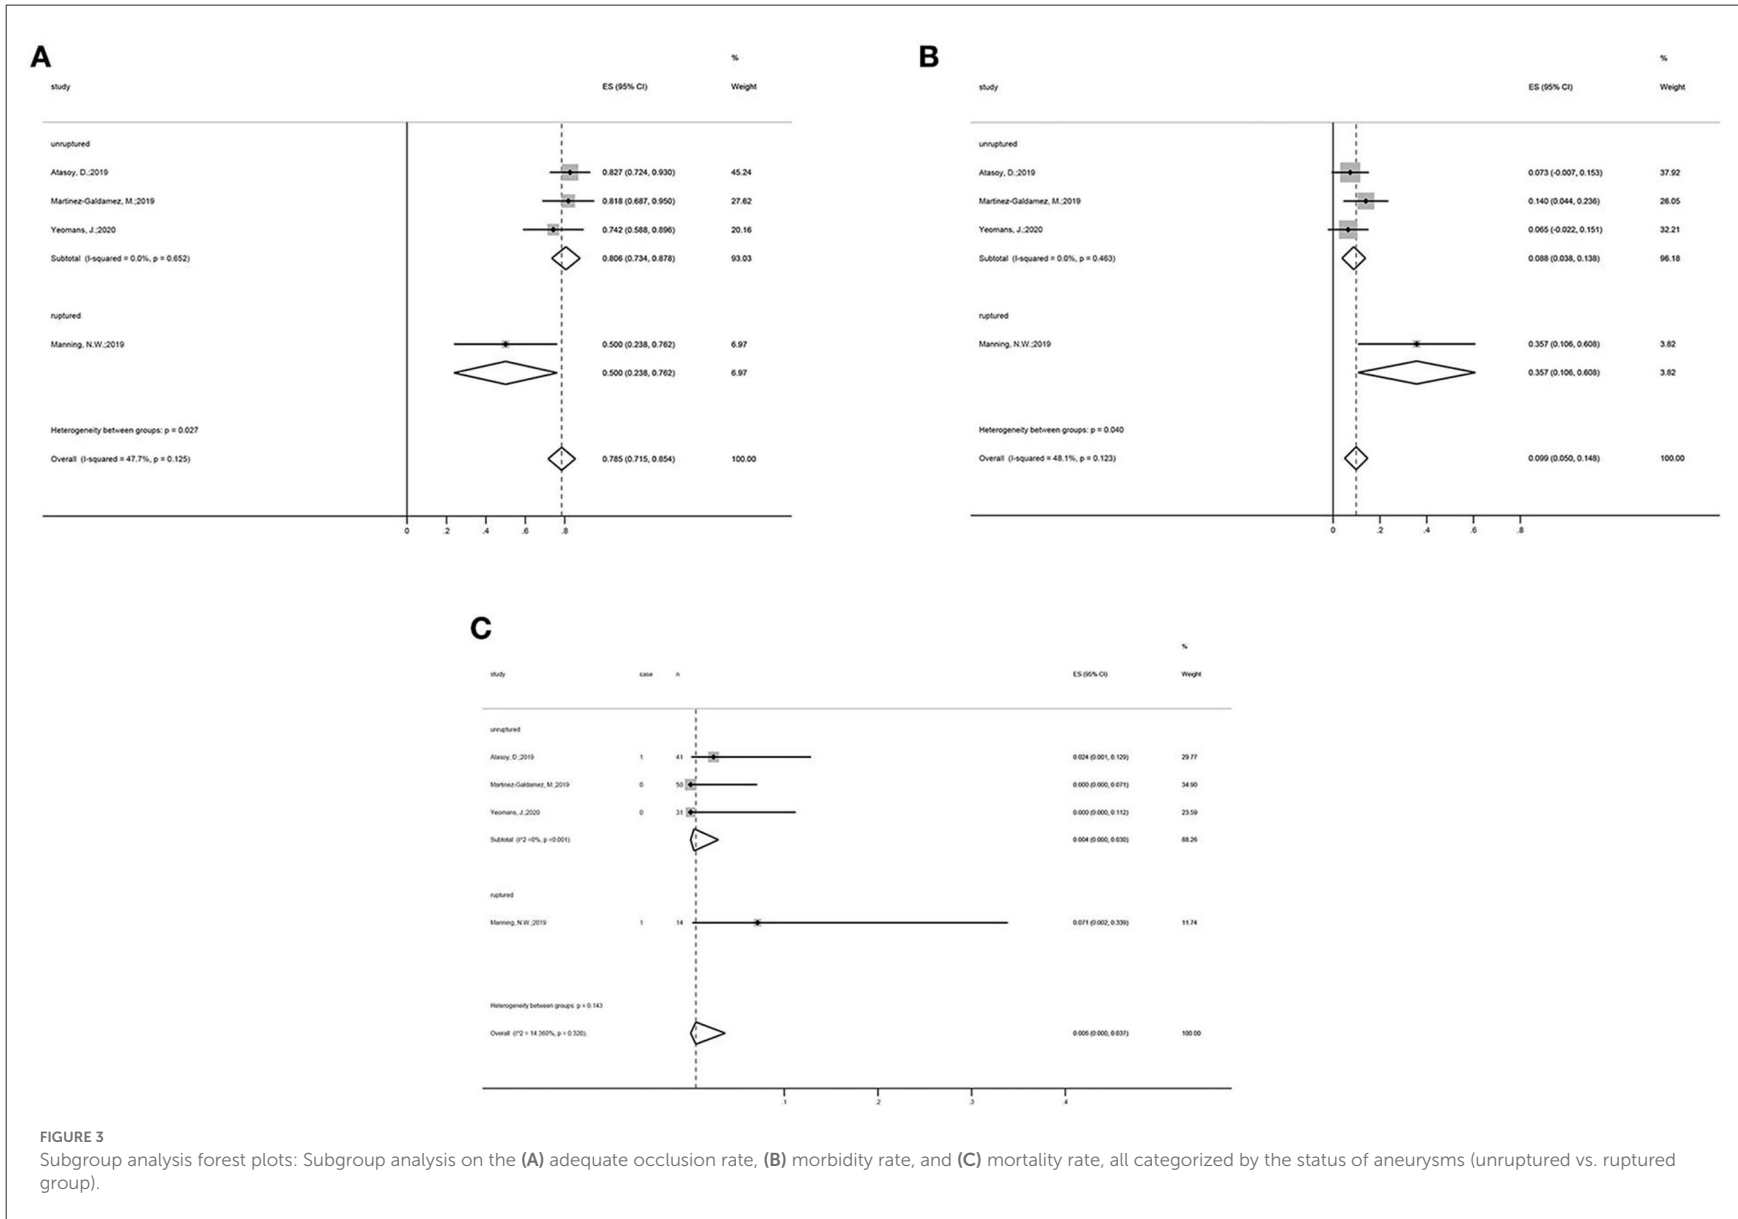 A
%
study ES (95% CI) Weight
unruptured
Atasoy, D.;2019 0.827 (0.724, 0.930) 45.24
Martinez-Galdamez, M.;2019 0.818 (0.687, 0.950) 27.62
Yeomans, J.;2020 0.742 (0.588, 0.896) 20.16
Subtotal (I-squared = 0.0%, p = 0.652) 0.806 (0.734, 0.878) 93.03
ruptured
Manning, N.W.;2019 0.500 (0.238, 0.762) 6.97
0.500 (0.238, 0.762) 6.97
Heterogeneity between groups: p = 0.027
Overall (I-squared = 47.7%, p = 0.125) 0.785 (0.715, 0.854) 100.00
0 .2 .4 .6 .8
B
%
study ES (95% CI) Weight
unruptured
Atasoy, D.;2019 0.073 (-0.007, 0.153) 37.92
Martinez-Galdamez, M.;2019 0.140 (0.044, 0.236) 26.05
Yeomans, J.;2020 0.065 (-0.022, 0.151) 32.21
Subtotal (I-squared = 0.0%, p = 0.463) 0.088 (0.038, 0.138) 96.18
ruptured
Manning, N.W.;2019 0.357 (0.106, 0.608) 3.82
0.357 (0.106, 0.608) 3.82
Heterogeneity between groups: p = 0.040
Overall (I-squared = 48.1%, p = 0.123) 0.099 (0.050, 0.148) 100.00
0 .2 .4 .6 .8
C
%
study case n ES (95% CI) Weight
unruptured
Atasoy, D.;2019 1 41 0.024 (0.001, 0.129) 29.77
Martinez-Galdamez, M.;2019 0 50 0.000 (0.000, 0.071) 34.90
Yeomans, J.;2020 0 31 0.000 (0.000, 0.112) 23.59
Subtotal (I^2 =0%, p =0.001) 0.004 (0.000, 0.030) 88.26
ruptured
Manning, N.W.;2019 1 14 0.071 (0.002, 0.339) 11.74
Heterogeneity between groups: p = 0.143
Overall (I^2 = 14.360%, p = 0.320); 0.006 (0.000, 0.037) 100.00
.1 .2 .3 .4
FIGURE 3
Subgroup analysis forest plots: Subgroup analysis on the (A) adequate occlusion rate, (B) morbidity rate, and (C) mortality rate, all categorized by the status of aneurysms (unruptured vs. ruptured
group).